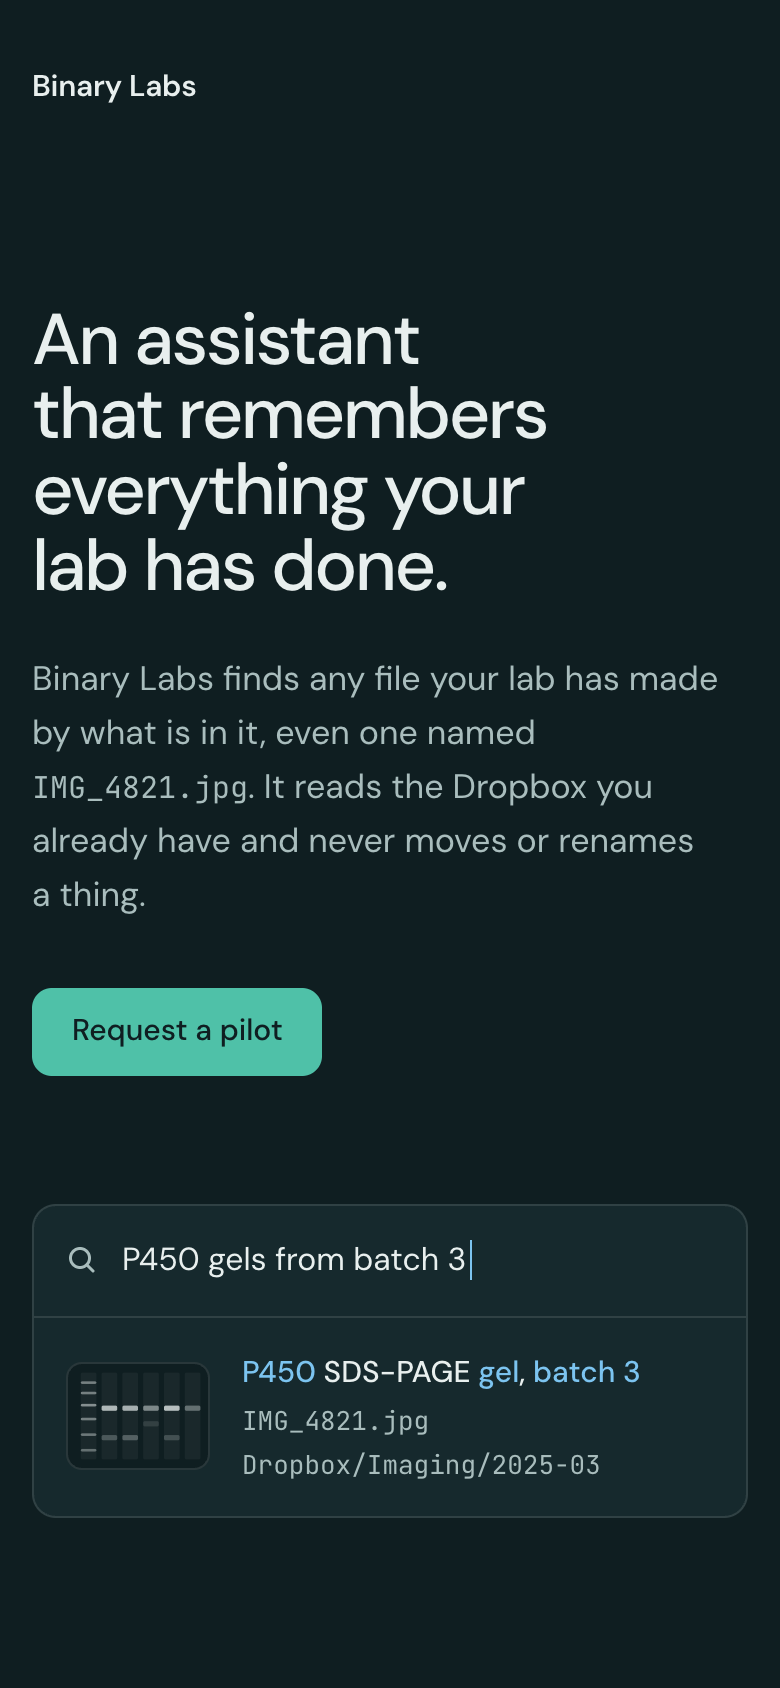 Binary Labs
An assistant
that remembers
everything your
lab has done.
Binary Labs finds any file your lab has made
by what is in it, even one named
IMG_4821.jpg. It reads the Dropbox you
already have and never moves or renames
a thing.
Request a pilot
P450 gels from batch 3
P450 SDS-PAGE gel, batch 3
IMG_4821.jpg
Dropbox/Imaging/2025-03